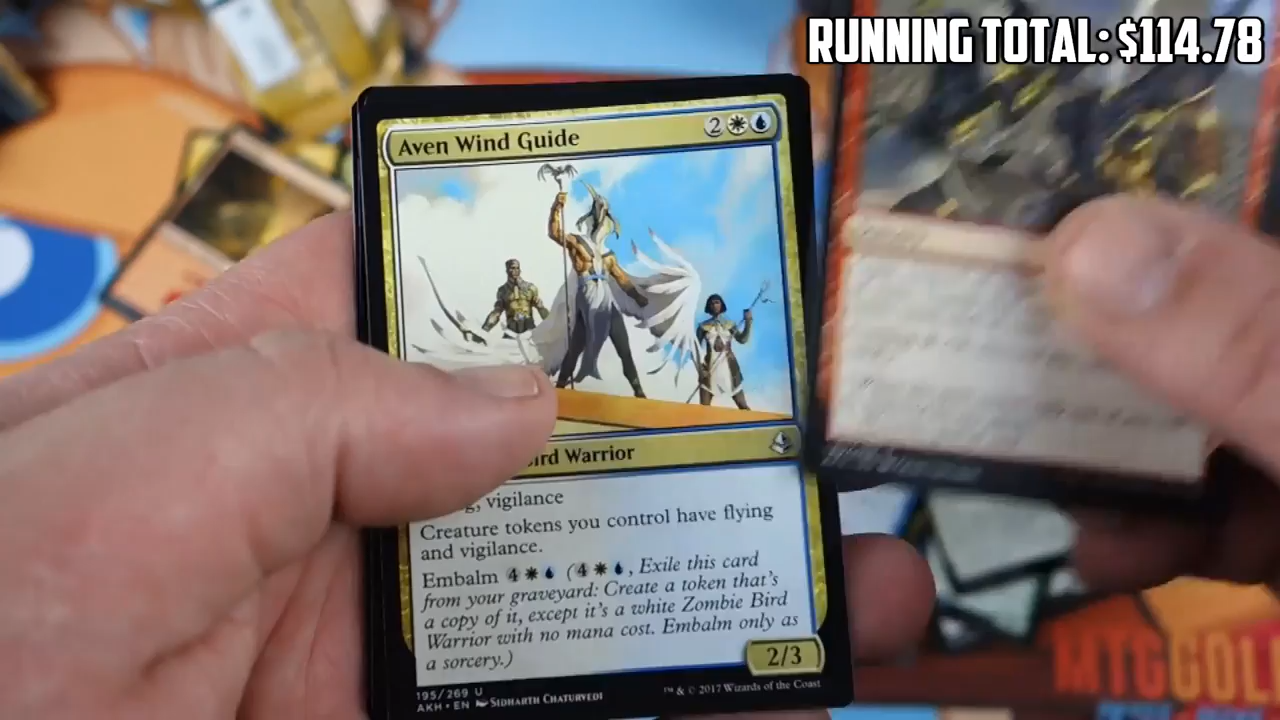 RUNNING TOTAL: $114.78
Aven Wind Guide
2
Bird Warrior
vigilance
Creature tokens you control have flying
and vigilance.
Embalm 4 (4, Exile this card
from your graveyard: Create a token that's
a copy of it, except it's a white Zombie Bird
Warrior with no mana cost. Embalm only as
a sorcery.)
2/3
195/269 U
AKH • EN SIDHARTH CHATURVEDI
™ & © 2017 Wizards of the Coast
MTGGOL